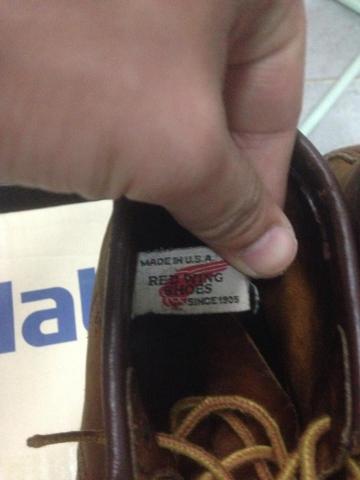 MADE IN U.S.A.
RED WING
SHOES
SINCE 1905